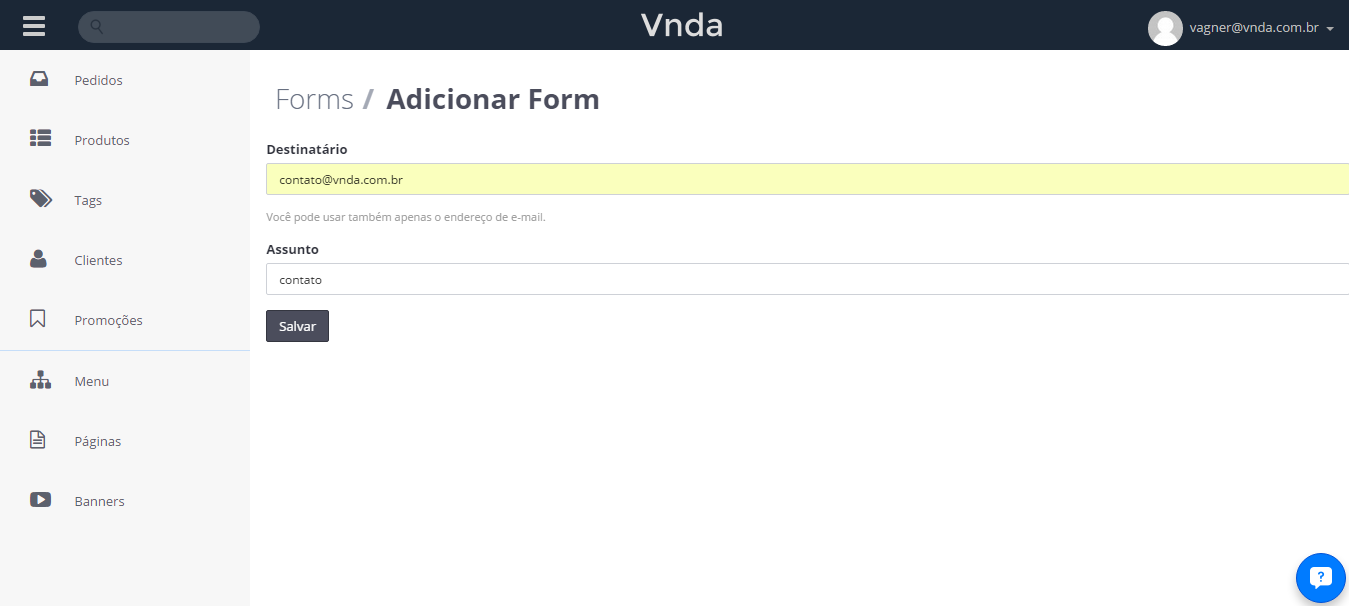 Vnda
vagner@vnda.com.br
Pedidos
Produtos
Tags
Clientes
Promoções
Menu
Páginas
Banners
Forms / Adicionar Form
Destinatário
contato@vnda.com.br
Você pode usar também apenas o endereço de e-mail.
Assunto
contato
Salvar
?